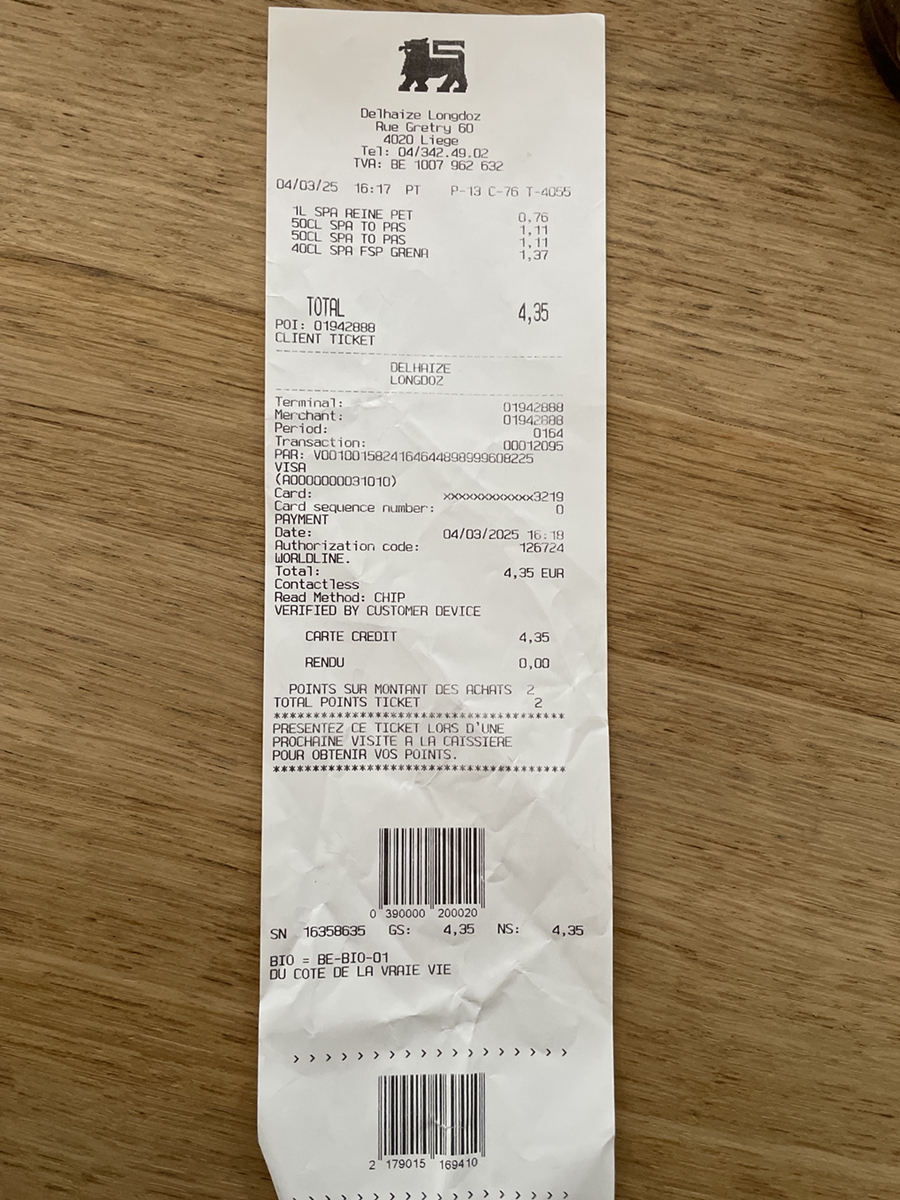 Delhaize Longdoz
Rue Gretry 60
4020 Liege
Tel: 04/342.49.02
TVA: BE 1007 962 632
04/03/25 16:17 PT P-13 C-76 T-4055
1L SPA REINE PET 0,76
50CL SPA TO PAS 1,11
50CL SPA TO PAS 1,11
40CL SPA FSP GRENA 1,37
TOTAL 4,35
POI: 01942888
CLIENT TICKET
DELHAIZE
LONGDOZ
Terminal: 01942888
Merchant: 01942888
Period: 0164
Transaction: 00012095
PAR: V0010015824164644898999608225
VISA
(A0000000031010)
Card: xxxxxxxxxxxx3219
Card sequence number: 0
PAYMENT
Date: 04/03/2025 16:18
Authorization code: 126724
WORLDLINE.
Total: 4,35 EUR
Contactless
Read Method: CHIP
VERIFIED BY CUSTOMER DEVICE
CARTE CREDIT 4,35
RENDU 0,00
POINTS SUR MONTANT DES ACHATS 2
TOTAL POINTS TICKET 2
***********************************
PRESENTEZ CE TICKET LORS D'UNE
PROCHAINE VISITE A LA CAISSIERE
POUR OBTENIR VOS POINTS.
***********************************
0 390000 200020
SN 16358635 GS: 4,35 NS: 4,35
BIO = BE-BIO-01
DU COTE DE LA VRAIE VIE
> > > > > > > > > > > > > > > > > >
2 179015 169410
> > > > > > > > > > > > > > > > > >